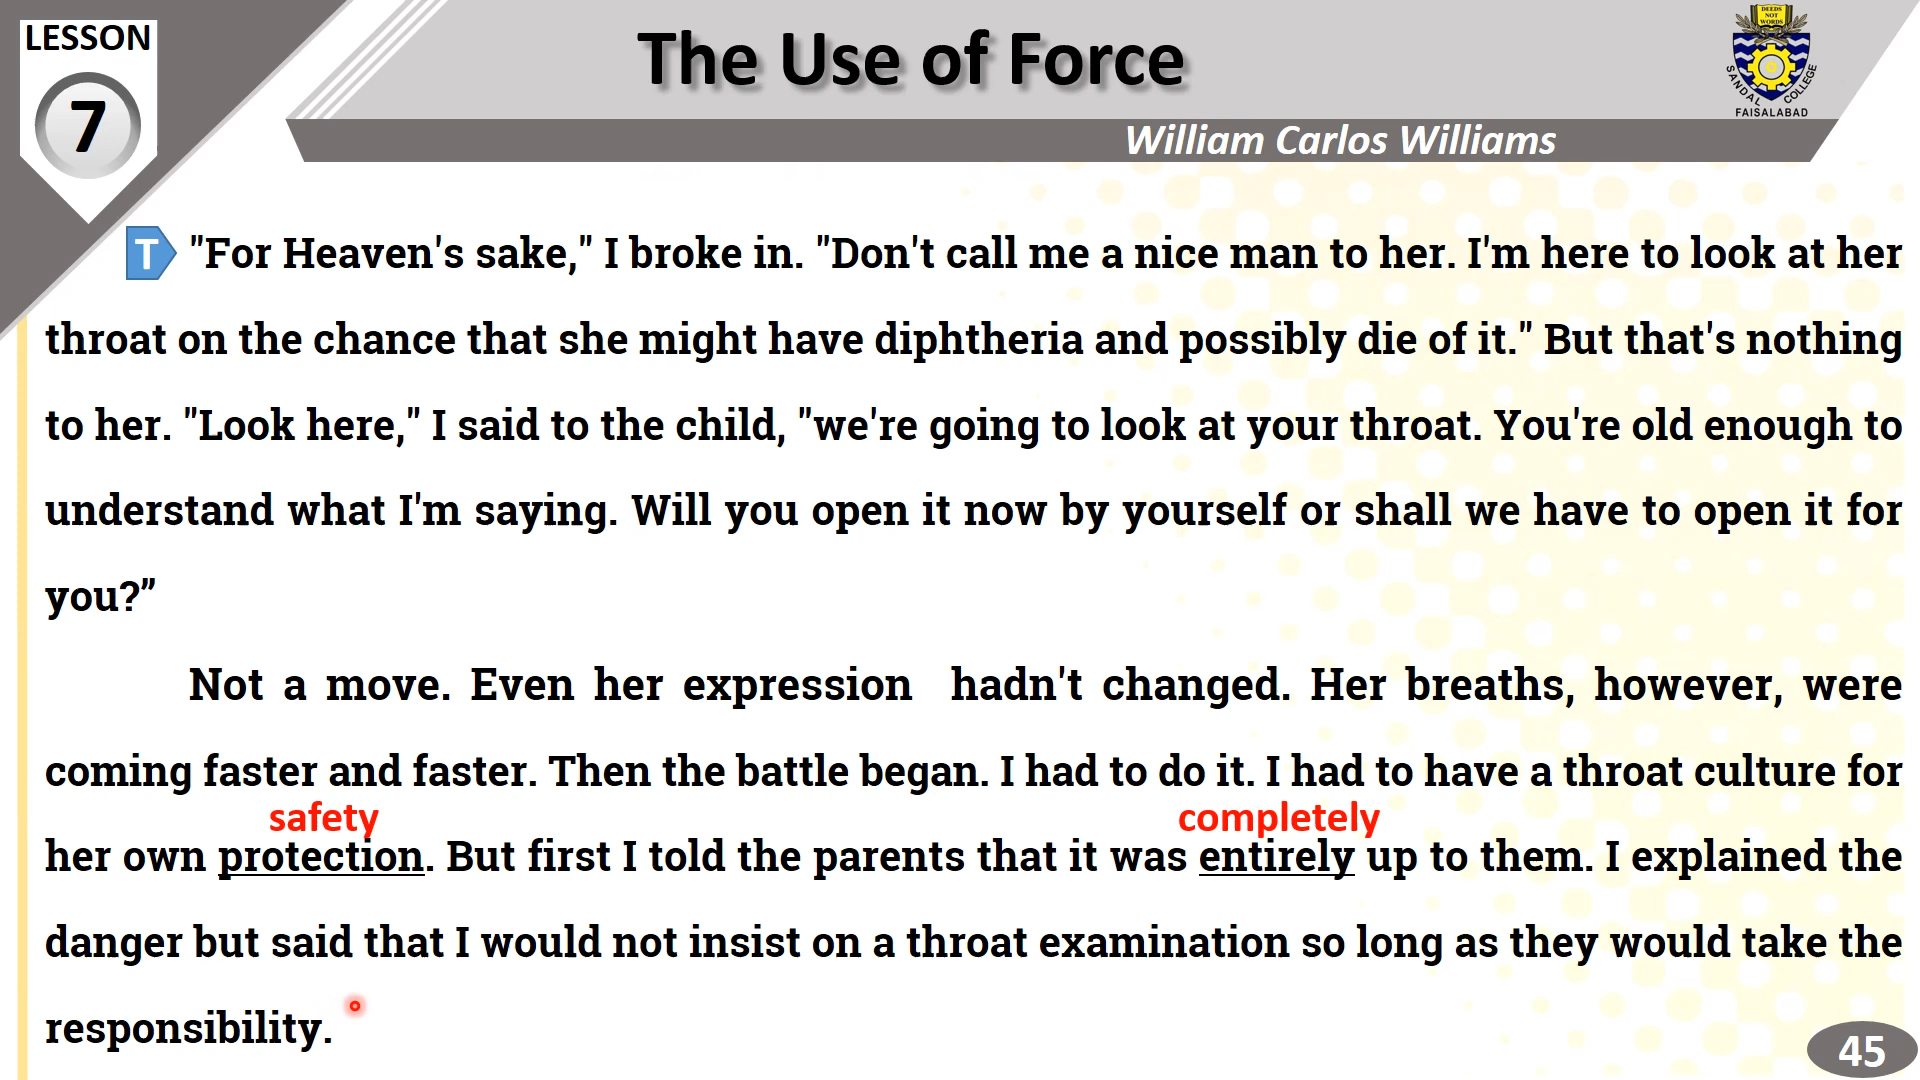 LESSON
7
The Use of Force
William Carlos Williams
DEEDS
NOT
WORDS
SANDAL COLLEGE
FAISALABAD
T "For Heaven's sake," I broke in. "Don't call me a nice man to her. I'm here to look at her
throat on the chance that she might have diphtheria and possibly die of it." But that's nothing
to her. "Look here," I said to the child, "we're going to look at your throat. You're old enough to
understand what I'm saying. Will you open it now by yourself or shall we have to open it for
you?”
Not a move. Even her expression hadn't changed. Her breaths, however, were
coming faster and faster. Then the battle began. I had to do it. I had to have a throat culture for
safety completely
her own protection. But first I told the parents that it was entirely up to them. I explained the
danger but said that I would not insist on a throat examination so long as they would take the
responsibility.
45